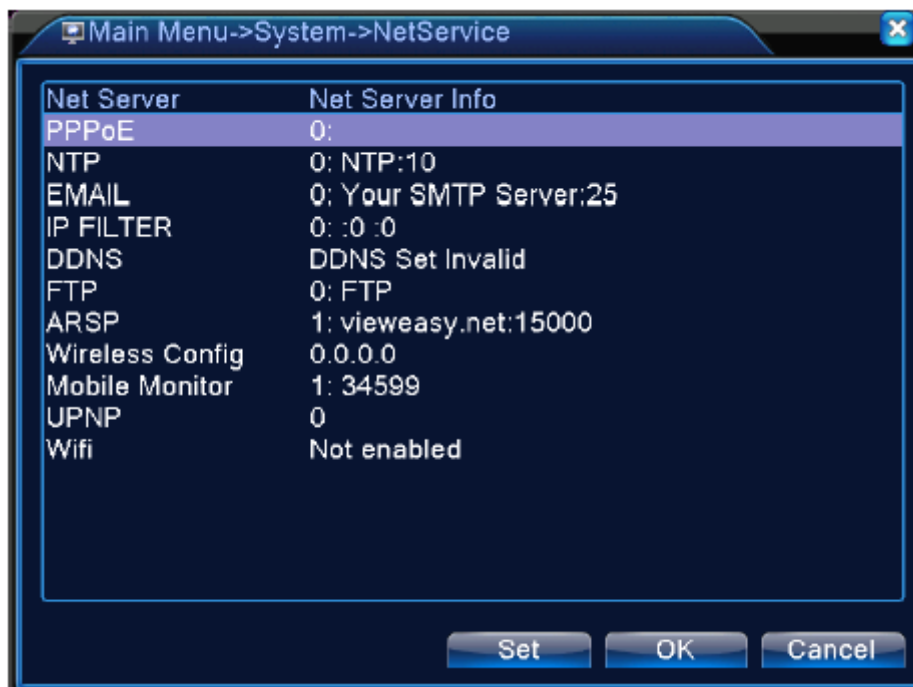 Main Menu->System->NetService
Net Server Net Server Info
PPPoE 0:
NTP 0: NTP:10
EMAIL 0: Your SMTP Server:25
IP FILTER 0: :0 :0
DDNS DDNS Set Invalid
FTP 0: FTP
ARSP 1: vieweasy.net:15000
Wireless Config 0.0.0.0
Mobile Monitor 1: 34599
UPNP 0
Wifi Not enabled
Set OK Cancel